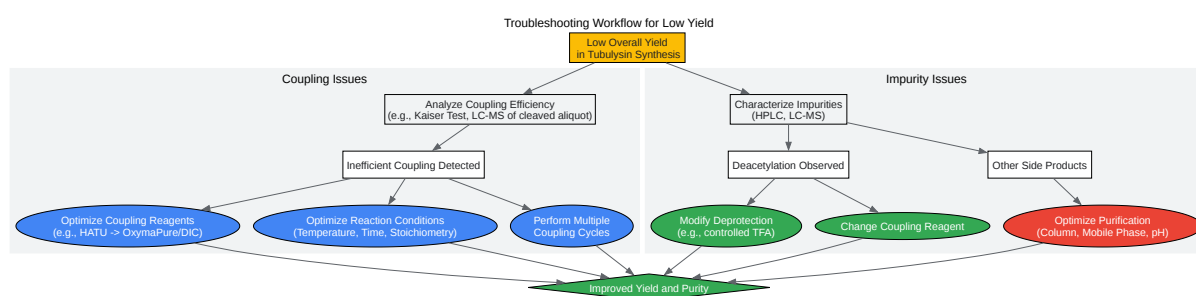 Troubleshooting Workflow for Low Yield
Low Overall Yield
in Tubulysin Synthesis
Coupling Issues
Impurity Issues
Analyze Coupling Efficiency
(e.g., Kaiser Test, LC-MS of cleaved aliquot)
Characterize Impurities
(HPLC, LC-MS)
Inefficient Coupling Detected
Deacetylation Observed
Other Side Products
Optimize Coupling Reagents
(e.g., HATU -> OxymaPure/DIC)
Optimize Reaction Conditions
(Temperature, Time, Stoichiometry)
Perform Multiple
Coupling Cycles
Modify Deprotection
(e.g., controlled TFA)
Change Coupling Reagent
Optimize Purification
(Column, Mobile Phase, pH)
Improved Yield and Purity